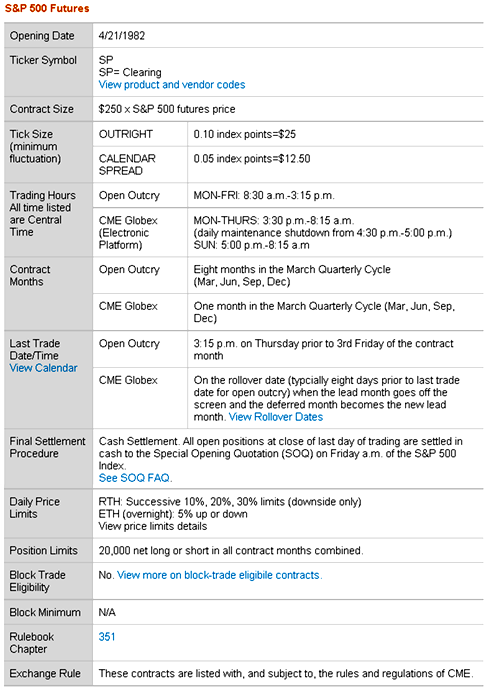 S&P 500 Futures
Opening Date 4/21/1982
Ticker Symbol SP
SP= Clearing
View product and vendor codes
Contract Size $250 x S&P 500 futures price
Tick Size
(minimum
fluctuation)
OUTRIGHT 0.10 index points=$25
CALENDAR
SPREAD
0.05 index points=$12.50
Trading Hours
All time listed
are Central
Time
Open Outcry MON-FRI: 8:30 a.m.-3:15 p.m.
CME Globex
(Electronic
Platform)
MON-THURS: 3:30 p.m.-8:15 a.m.
(daily maintenance shutdown from 4:30 p.m.-5:00 p.m.)
SUN: 5:00 p.m.-8:15 a.m
Contract
Months
Open Outcry Eight months in the March Quarterly Cycle
(Mar, Jun, Sep, Dec)
CME Globex One month in the March Quarterly Cycle (Mar, Jun, Sep,
Dec)
Last Trade
Date/Time
View Calendar
Open Outcry 3:15 p.m. on Thursday prior to 3rd Friday of the contract
month
CME Globex On the rollover date (typcially eight days prior to last trade
date for open outcry) when the lead month goes off the
screen and the deferred month becomes the new lead
month. View Rollover Dates
Final Settlement
Procedure
Cash Settlement. All open positions at close of last day of trading are settled in
cash to the Special Opening Quotation (SOQ) on Friday a.m. of the S&P 500
Index.
See SOQ FAQ.
Daily Price
Limits
RTH: Successive 10%, 20%, 30% limits (downside only)
ETH (overnight): 5% up or down
View price limits details
Position Limits 20,000 net long or short in all contract months combined.
Block Trade
Eligibility
No. View more on block-trade eligibile contracts.
Block Minimum N/A
Rulebook
Chapter
351
Exchange Rule These contracts are listed with, and subject to, the rules and regulations of CME.